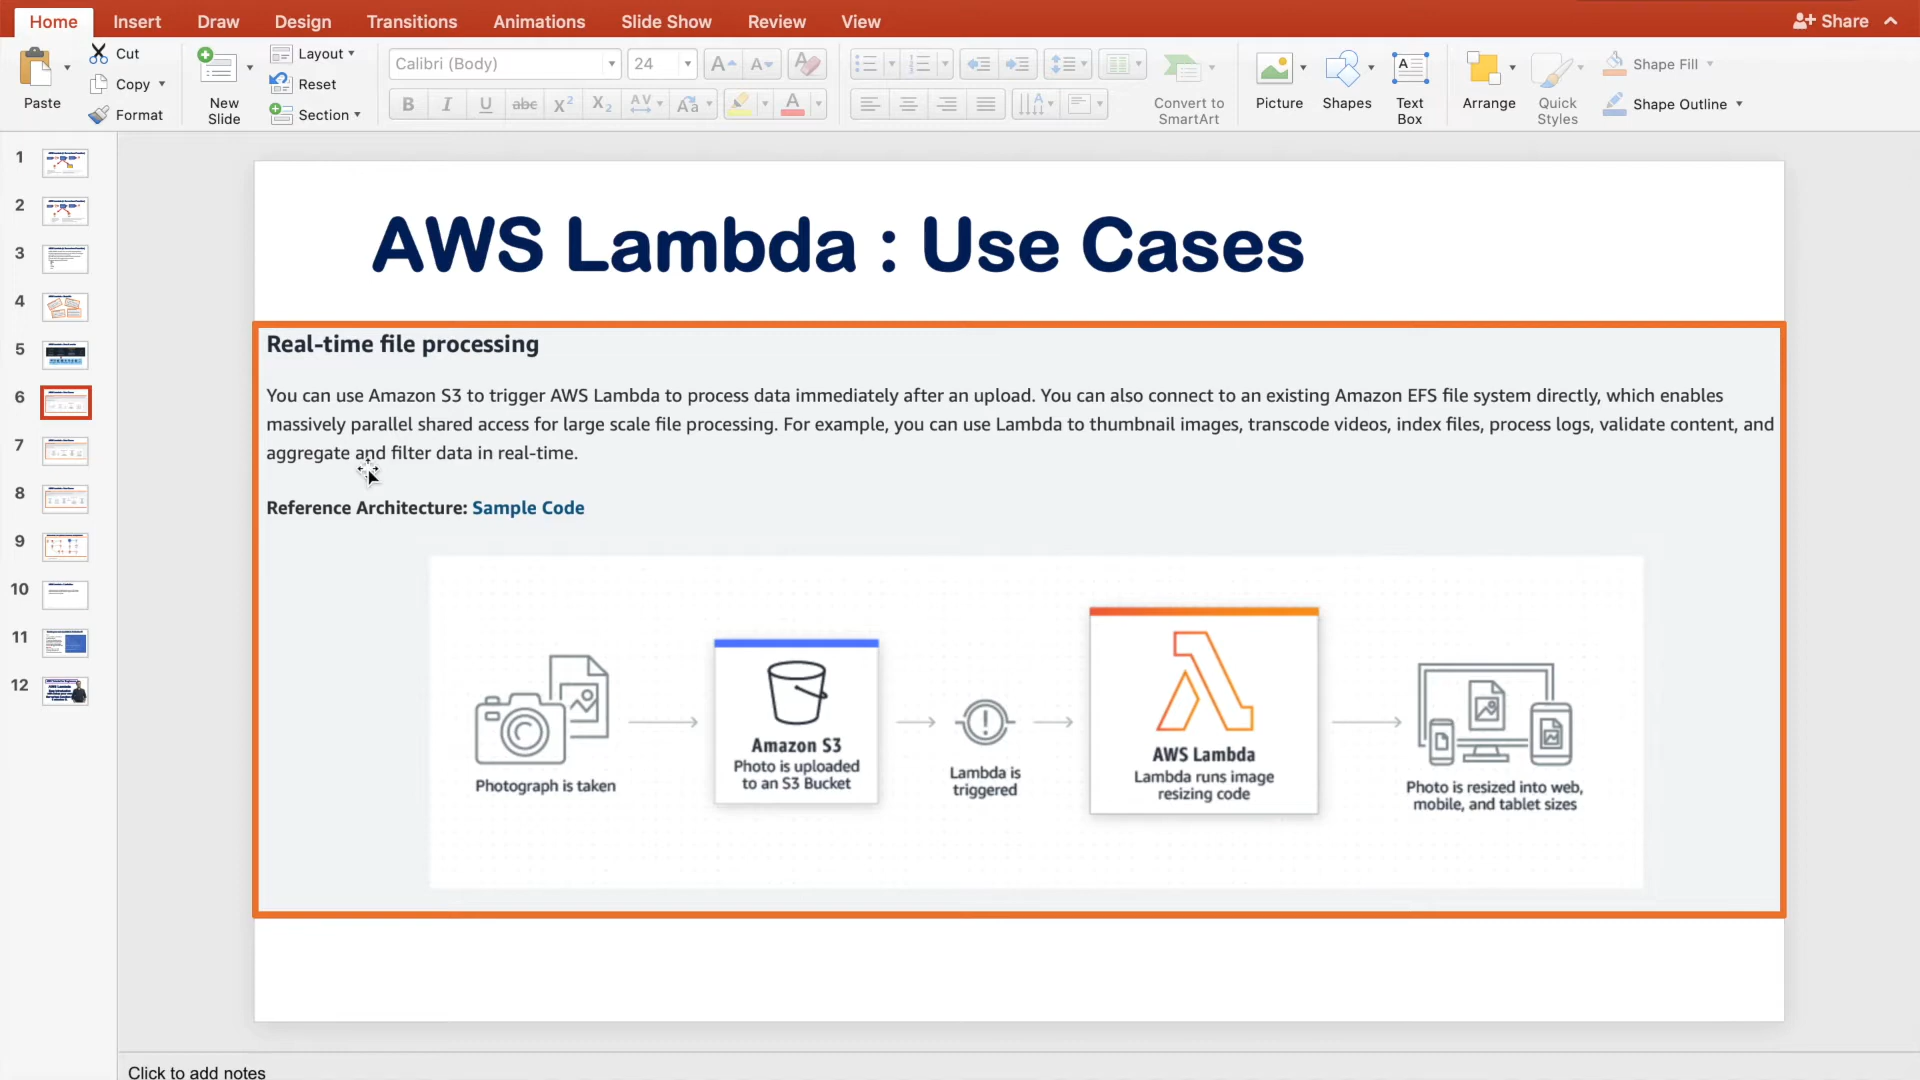 Home Insert Draw Design Transitions Animations Slide Show Review View Share
Paste
Cut
Copy
Format
New
Slide
Layout
Reset
Section
Calibri (Body) 24
B I U abc X² X₂ AV Aa A
Convert to
SmartArt
Picture
Shapes
Text
Box
Arrange
Quick
Styles
Shape Fill
Shape Outline
1
2
3
4
5
6
7
8
9
10
11
12
AWS Lambda : Use Cases
Real-time file processing
You can use Amazon S3 to trigger AWS Lambda to process data immediately after an upload. You can also connect to an existing Amazon EFS file system directly, which enables
massively parallel shared access for large scale file processing. For example, you can use Lambda to thumbnail images, transcode videos, index files, process logs, validate content, and
aggregate and filter data in real-time.
Reference Architecture: Sample Code
Photograph is taken
Amazon S3
Photo is uploaded
to an S3 Bucket
Lambda is
triggered
AWS Lambda
Lambda runs image
resizing code
Photo is resized into web,
mobile, and tablet sizes
Click to add notes